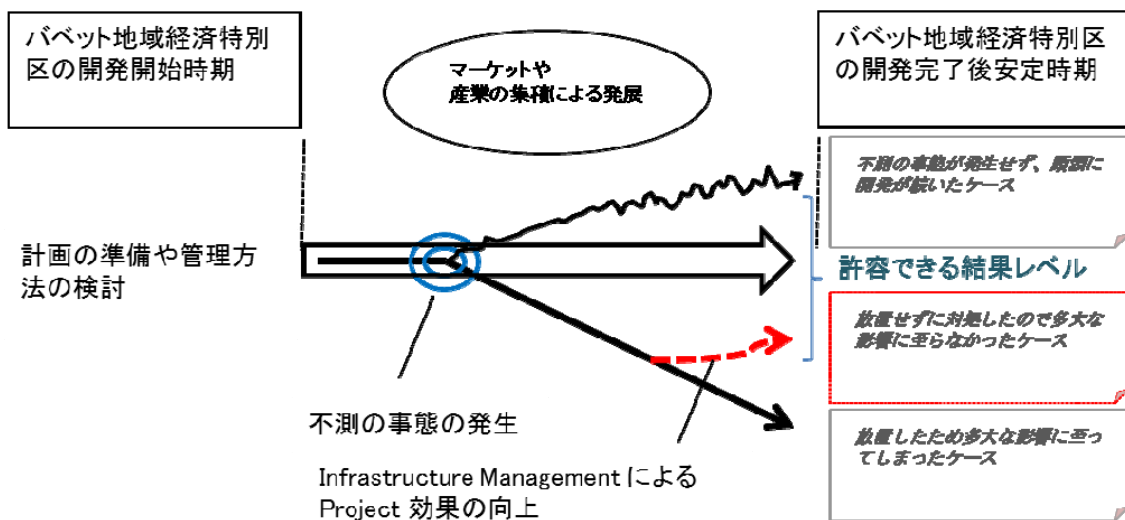 バベット地域経済特別
区の開発開始時期
マーケットや
産業の集積による発展
バベット地域経済特別区
の開発完了後安定時期
不測の事態が発生せず、順調に
開発が続いたケース
計画の準備や管理方
法の検討
許容できる結果レベル
放置せずに対処したので多大な
影響に至らなかったケース
不測の事態の発生
放置したため多大な影響に至っ
てしまったケース
Infrastructure Management による
Project 効果の向上